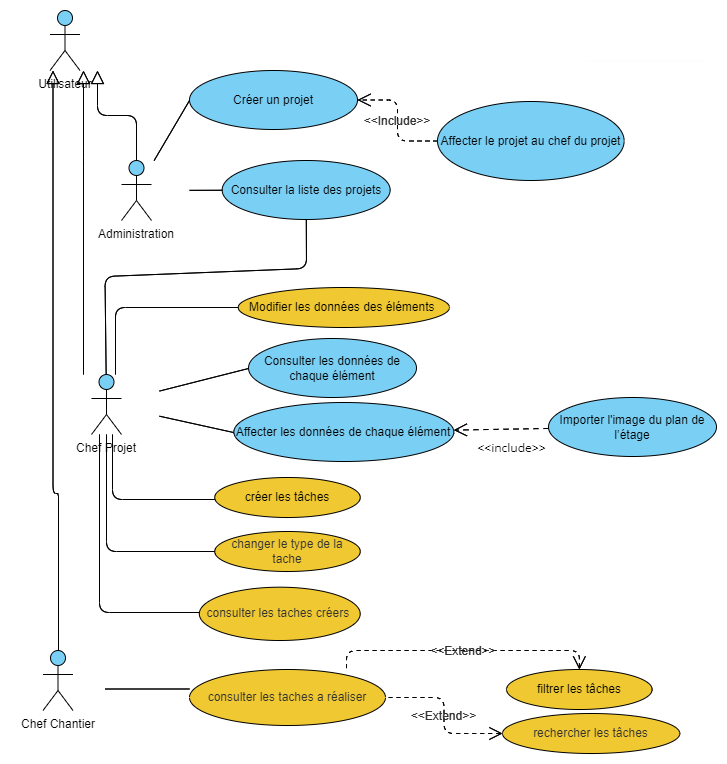 Utilisateur
Créer un projet
<<Include>>
Affecter le projet au chef du projet
Consulter la liste des projets
Administration
Modifier les données des éléments
Consulter les données de
chaque élément
Chef Projet
Affecter les données de chaque élément
<<include>>
Importer l'image du plan de
l'étage
créer les tâches
changer le type de la
tache
consulter les taches créers
<<Extend>>
Chef Chantier
consulter les taches a réaliser
filtrer les tâches
<<Extend>>
rechercher les tâches